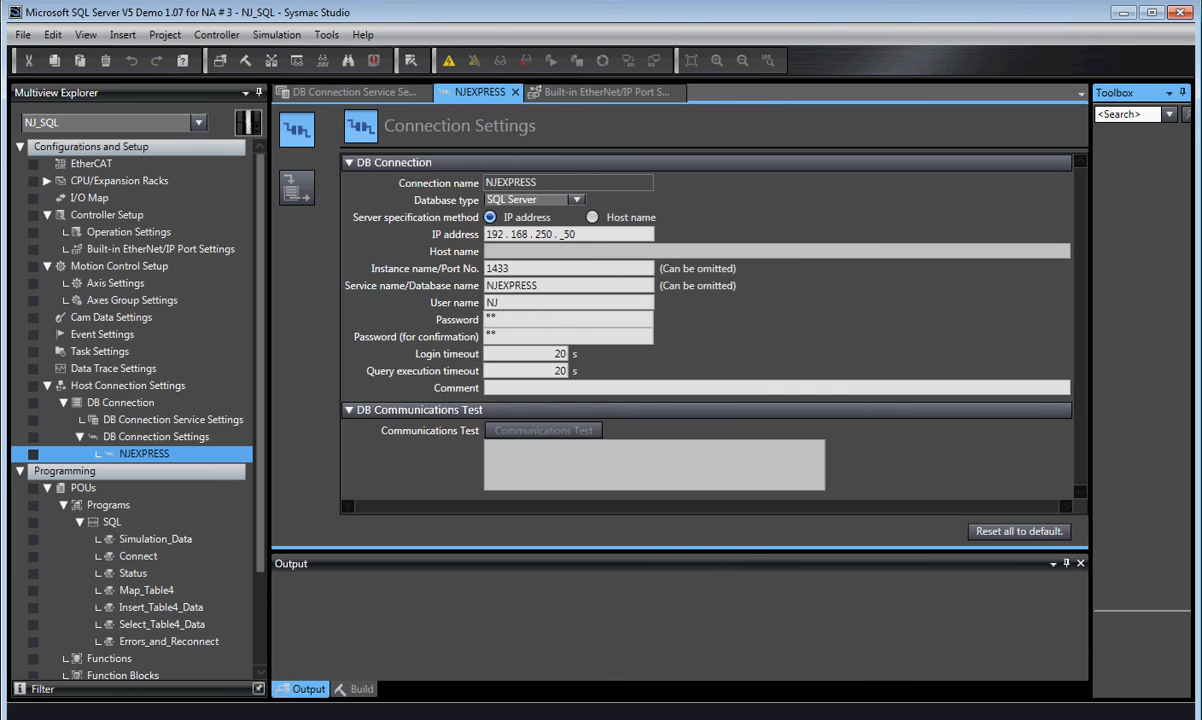 Microsoft SQL Server V5 Demo 1.07 for NA # 3 - NJ_SQL - Sysmac Studio
File Edit View Insert Project Controller Simulation Tools Help
Multiview Explorer
NJ_SQL
Configurations and Setup
EtherCAT
CPU/Expansion Racks
I/O Map
Controller Setup
Operation Settings
Built-in EtherNet/IP Port Settings
Motion Control Setup
Axis Settings
Axes Group Settings
Cam Data Settings
Event Settings
Task Settings
Data Trace Settings
Host Connection Settings
DB Connection
DB Connection Service Settings
DB Connection Settings
NJEXPRESS
Programming
POUs
Programs
SQL
Simulation_Data
Connect
Status
Map_Table4
Insert_Table4_Data
Select_Table4_Data
Errors_and_Reconnect
Functions
Function Blocks
Filter
DB Connection Service Se... NJEXPRESS Built-in EtherNet/IP Port S...
Connection Settings
DB Connection
Connection name NJEXPRESS
Database type SQL Server
Server specification method IP address Host name
IP address 192 . 168 . 250 . _50
Host name
Instance name/Port No. 1433 (Can be omitted)
Service name/Database name NJEXPRESS (Can be omitted)
User name NJ
Password **
Password (for confirmation) **
Login timeout 20 s
Query execution timeout 20 s
Comment
DB Communications Test
Communications Test Communications Test
Reset all to default.
Output
Output Build
Toolbox
<Search>